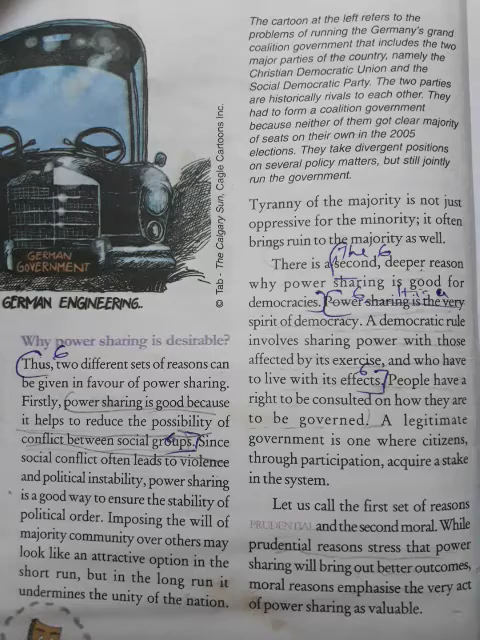 GERMAN
GOVERNMENT
GERMAN ENGINEERING..
© Tab - The Calgary Sun, Cagle Cartoons Inc.
Why power sharing is desirable?
6
Thus, two different sets of reasons can
be given in favour of power sharing.
Firstly, power sharing is good because
it helps to reduce the possibility of
conflict between social groups. Since
social conflict often leads to violence
and political instability, power sharing
is a good way to ensure the stability of
political order. Imposing the will of
majority community over others may
look like an attractive option in the
short run, but in the long run it
undermines the unity of the nation.
The cartoon at the left refers to the
problems of running the Germany's grand
coalition government that includes the two
major parties of the country, namely the
Christian Democratic Union and the
Social Democratic Party. The two parties
are historically rivals to each other. They
had to form a coalition government
because neither of them got clear majority
of seats on their own in the 2005
elections. They take divergent positions
on several policy matters, but still jointly
run the government.
Tyranny of the majority is not just
oppressive for the minority; it often
brings ruin to the majority as well.
The 6
There is a second, deeper reason
why power sharing is good for
democracies. Power sharing is the very
spirit of democracy. A democratic rule
involves sharing power with those
affected by its exercise, and who have
to live with its effects. People have a
right to be consulted on how they are
to be governed. A legitimate
government is one where citizens,
through participation, acquire a stake
in the system.
Let us call the first set of reasons
PRUDENTIAL and the second moral. While
prudential reasons stress that power
sharing will bring out better outcomes,
moral reasons emphasise the very act
of power sharing as valuable.